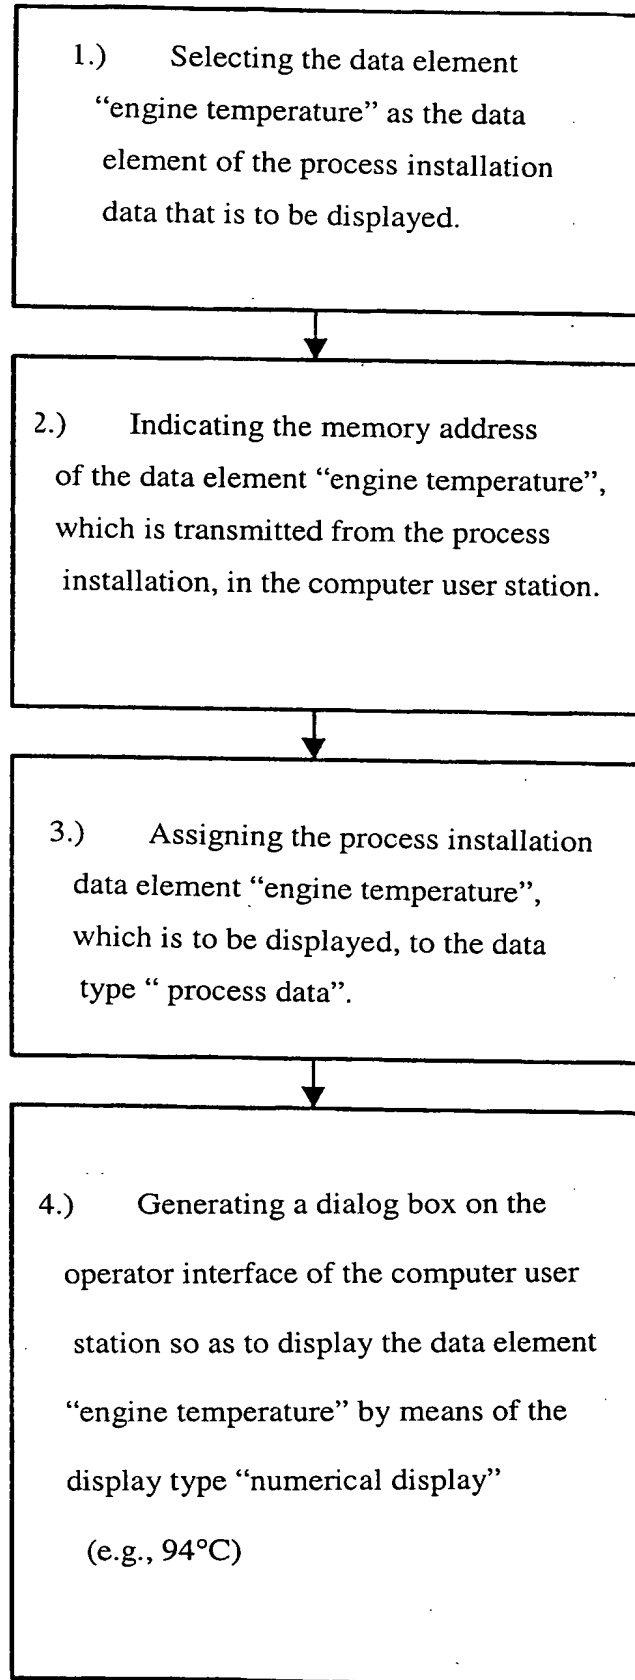 1.) Selecting the data element
“engine temperature” as the data
element of the process installation
data that is to be displayed.
2.) Indicating the memory address
of the data element “engine temperature”,
which is transmitted from the process
installation, in the computer user station.
3.) Assigning the process installation
data element “engine temperature”,
which is to be displayed, to the data
type “ process data”.
4.) Generating a dialog box on the
operator interface of the computer user
station so as to display the data element
“engine temperature” by means of the
display type “numerical display”
(e.g., 94°C)